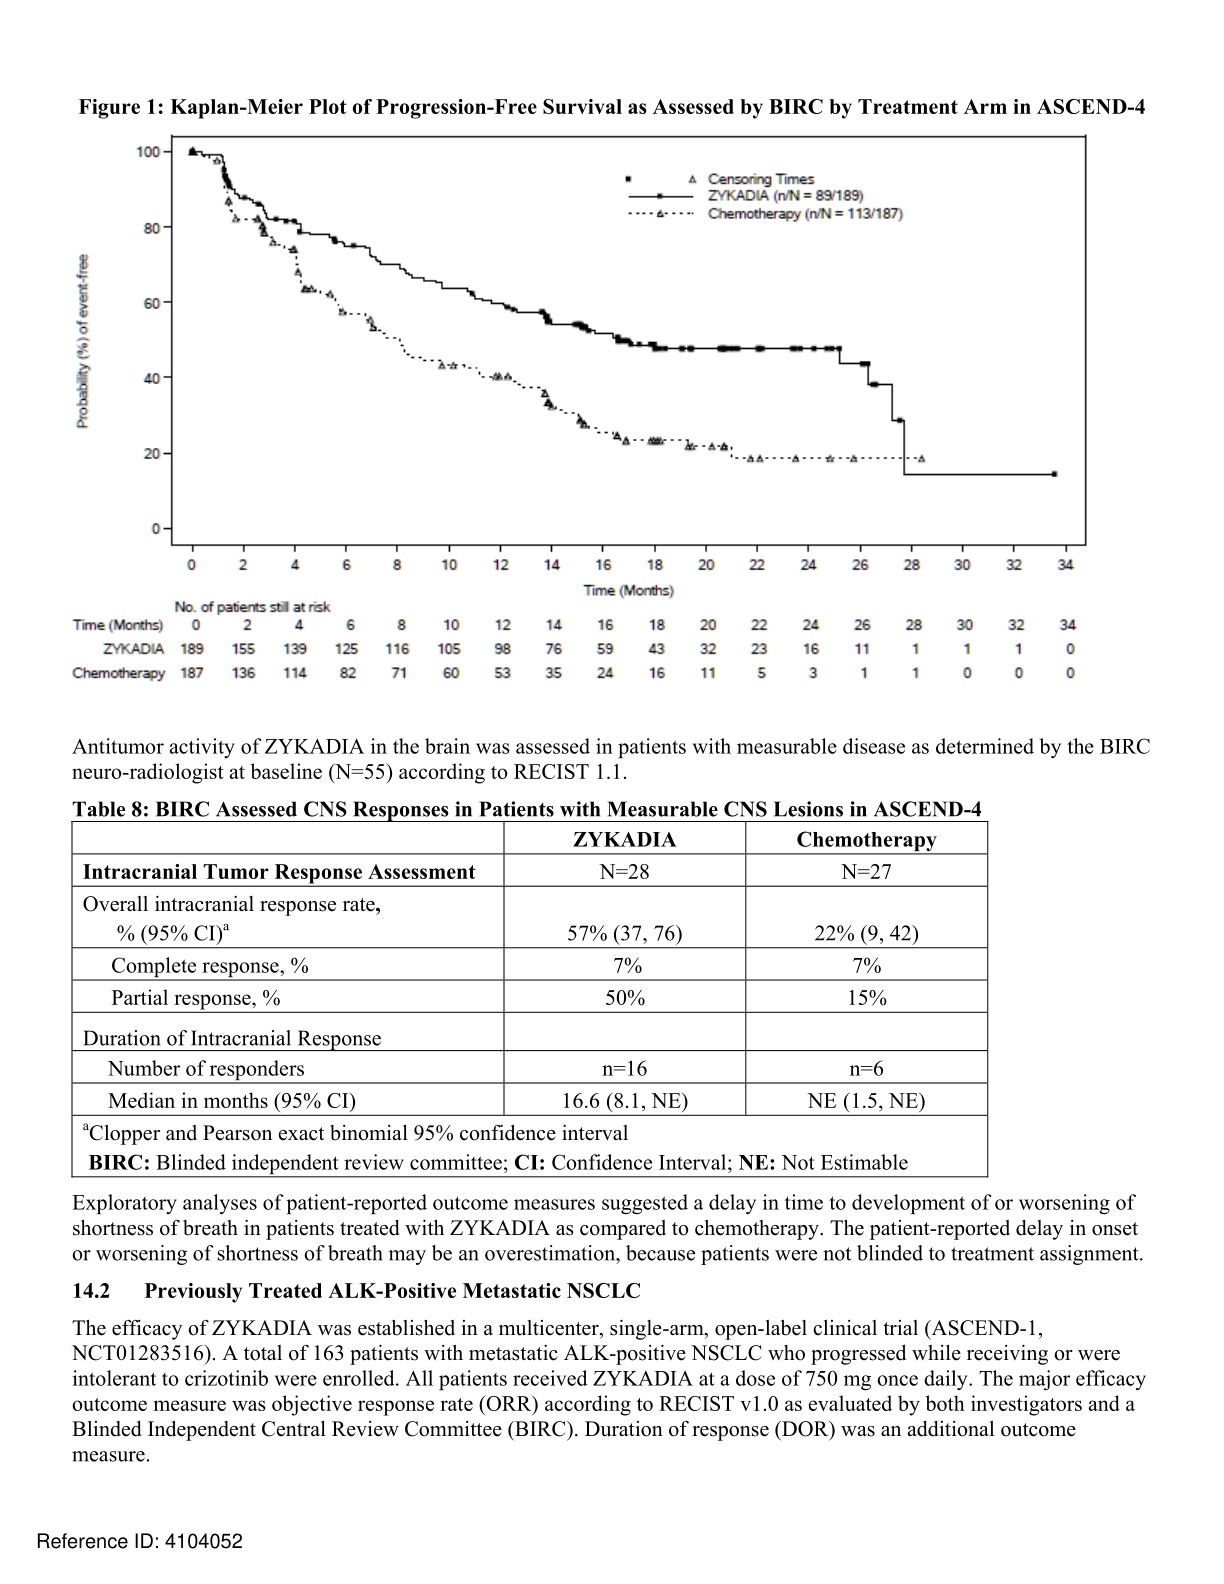 Figure 1: Kaplan-Meier Plot of Progression-Free Survival as Assessed by BIRC by Treatment Arm in ASCEND-4
100
80
60
40
20
0
Probability (%) of event-free
Censoring Times
ZYKADIA (n/N = 89/189)
Chemotherapy (n/N = 113/187)
0 2 4 6 8 10 12 14 16 18 20 22 24 26 28 30 32 34
Time (Months)
No. of patients still at risk
Time (Months) 0 2 4 6 8 10 12 14 16 18 20 22 24 26 28 30 32 34
ZYKADIA 189 155 139 125 116 105 98 76 59 43 32 23 16 11 1 1 1 0
Chemotherapy 187 136 114 82 71 60 53 35 24 16 11 5 3 1 1 0 0 0
Antitumor activity of ZYKADIA in the brain was assessed in patients with measurable disease as determined by the BIRC
neuro-radiologist at baseline (N=55) according to RECIST 1.1.
Table 8: BIRC Assessed CNS Responses in Patients with Measurable CNS Lesions in ASCEND-4
ZYKADIA Chemotherapy
Intracranial Tumor Response Assessment N=28 N=27
Overall intracranial response rate,
% (95% CI)a 57% (37, 76) 22% (9, 42)
Complete response, % 7% 7%
Partial response, % 50% 15%
Duration of Intracranial Response
Number of responders n=16 n=6
Median in months (95% CI) 16.6 (8.1, NE) NE (1.5, NE)
aClopper and Pearson exact binomial 95% confidence interval
BIRC: Blinded independent review committee; CI: Confidence Interval; NE: Not Estimable
Exploratory analyses of patient-reported outcome measures suggested a delay in time to development of or worsening of
shortness of breath in patients treated with ZYKADIA as compared to chemotherapy. The patient-reported delay in onset
or worsening of shortness of breath may be an overestimation, because patients were not blinded to treatment assignment.
14.2 Previously Treated ALK-Positive Metastatic NSCLC
The efficacy of ZYKADIA was established in a multicenter, single-arm, open-label clinical trial (ASCEND-1,
NCT01283516). A total of 163 patients with metastatic ALK-positive NSCLC who progressed while receiving or were
intolerant to crizotinib were enrolled. All patients received ZYKADIA at a dose of 750 mg once daily. The major efficacy
outcome measure was objective response rate (ORR) according to RECIST v1.0 as evaluated by both investigators and a
Blinded Independent Central Review Committee (BIRC). Duration of response (DOR) was an additional outcome
measure.
Reference ID: 4104052